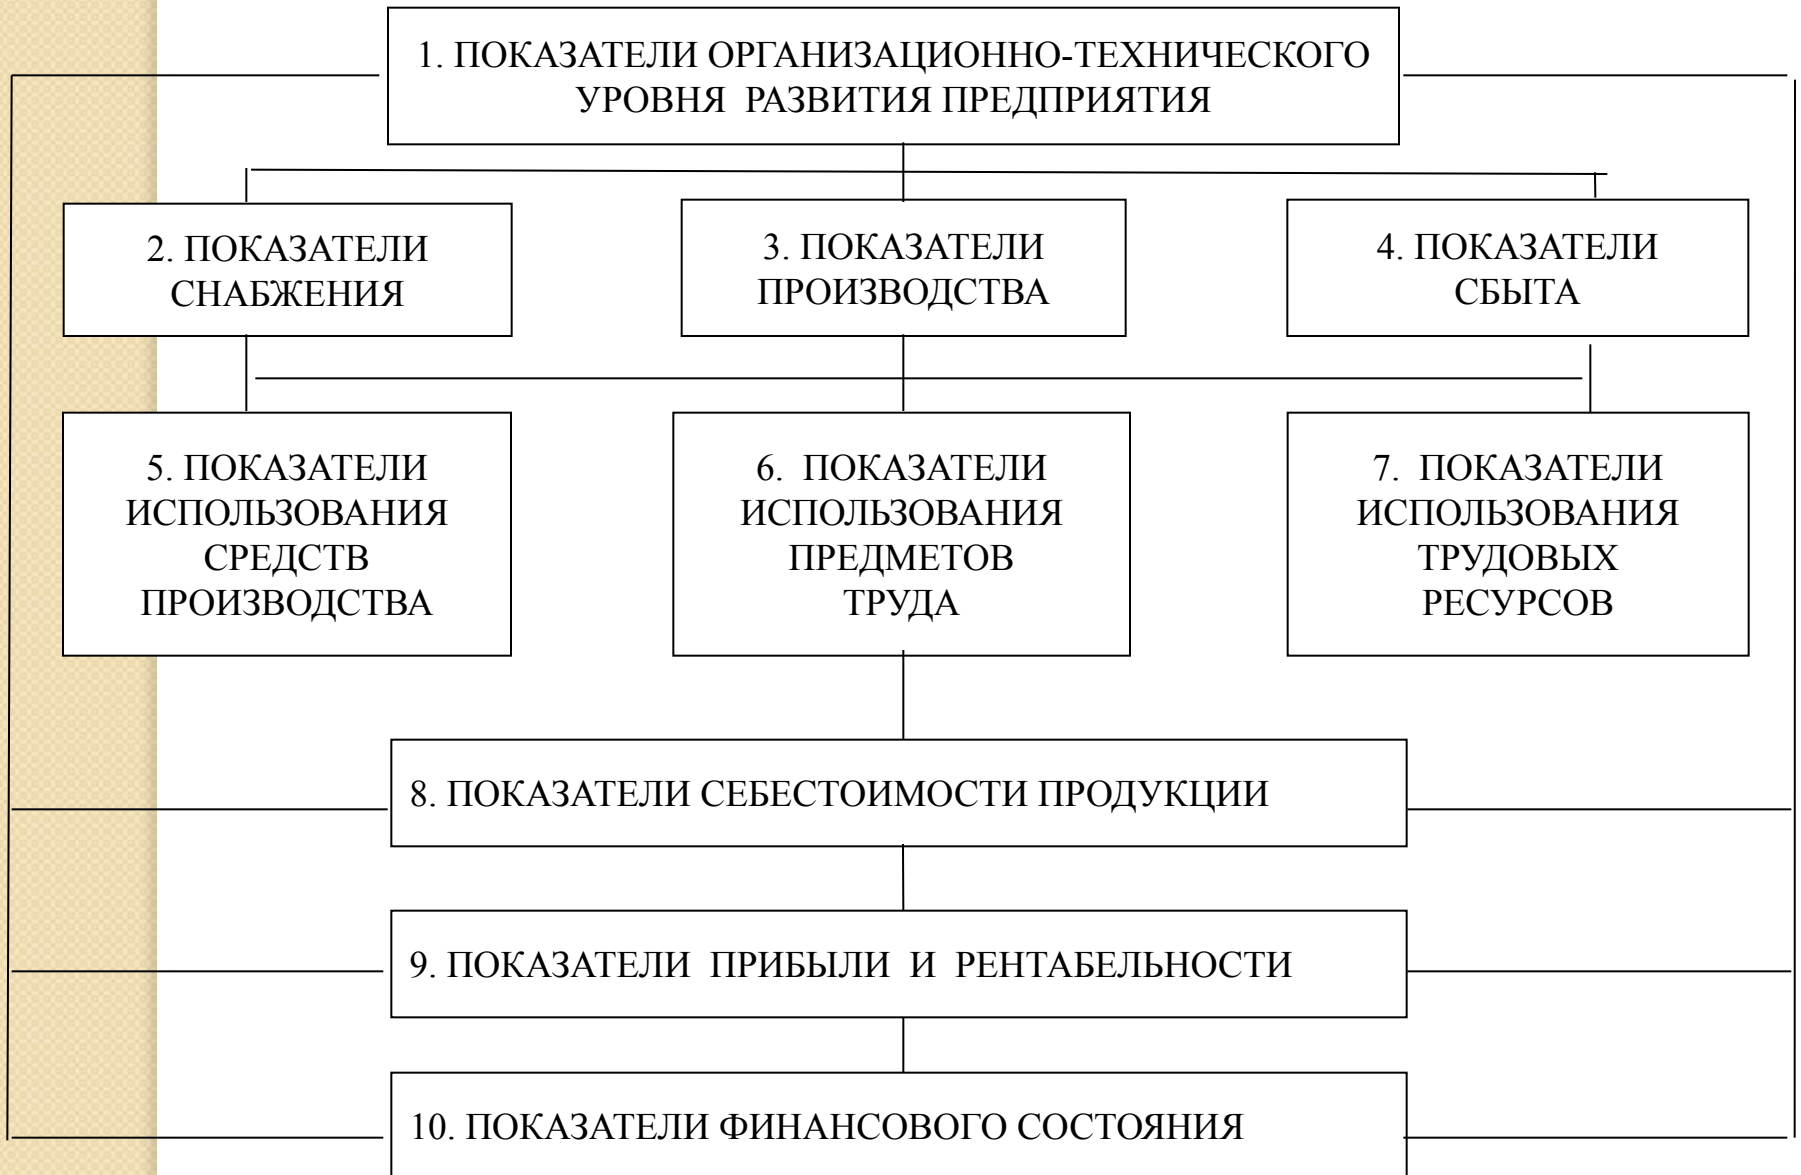 1. ПОКАЗАТЕЛИ ОРГАНИЗАЦИОННО-ТЕХНИЧЕСКОГО
УРОВНЯ РАЗВИТИЯ ПРЕДПРИЯТИЯ
2. ПОКАЗАТЕЛИ
СНАБЖЕНИЯ
3. ПОКАЗАТЕЛИ
ПРОИЗВОДСТВА
4. ПОКАЗАТЕЛИ
СБЫТА
5. ПОКАЗАТЕЛИ
ИСПОЛЬЗОВАНИЯ
СРЕДСТВ
ПРОИЗВОДСТВА
6. ПОКАЗАТЕЛИ
ИСПОЛЬЗОВАНИЯ
ПРЕДМЕТОВ
ТРУДА
7. ПОКАЗАТЕЛИ
ИСПОЛЬЗОВАНИЯ
ТРУДОВЫХ
РЕСУРСОВ
8. ПОКАЗАТЕЛИ СЕБЕСТОИМОСТИ ПРОДУКЦИИ
9. ПОКАЗАТЕЛИ ПРИБЫЛИ И РЕНТАБЕЛЬНОСТИ
10. ПОКАЗАТЕЛИ ФИНАНСОВОГО СОСТОЯНИЯ